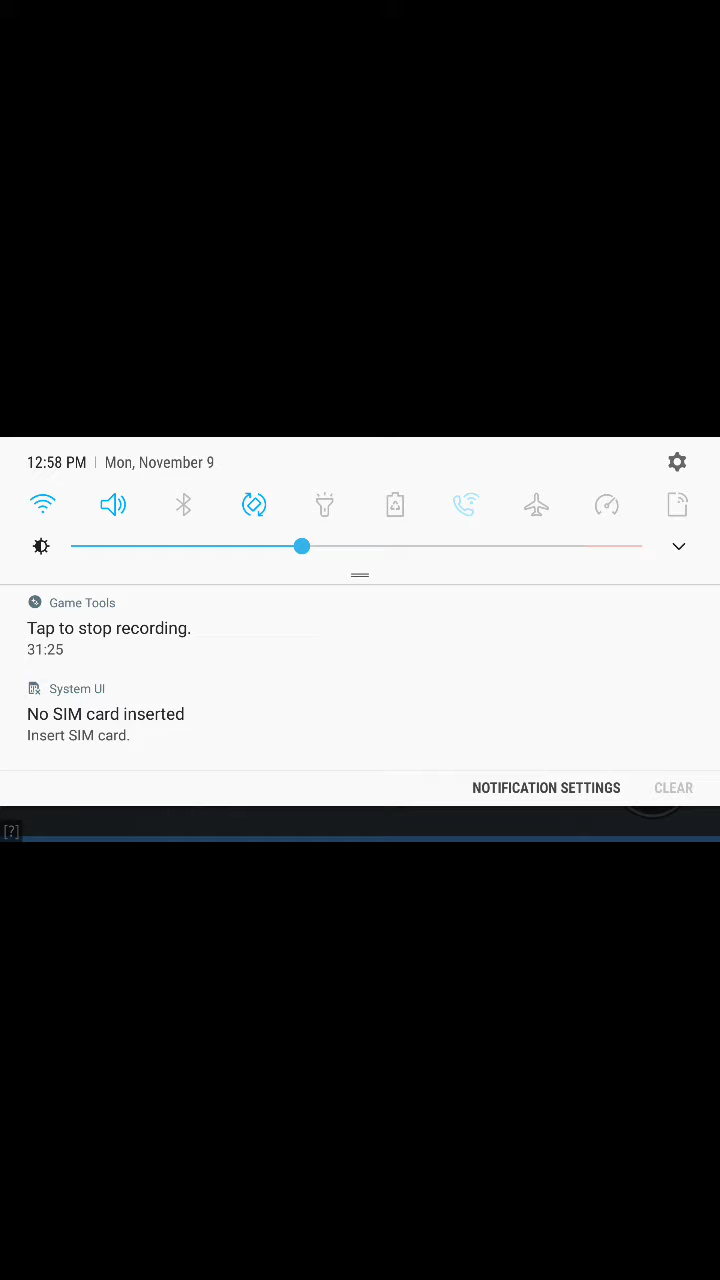 12:58 PM | Mon, November 9
Game Tools
Tap to stop recording.
31:25
System UI
No SIM card inserted
Insert SIM card.
NOTIFICATION SETTINGS CLEAR
[?]